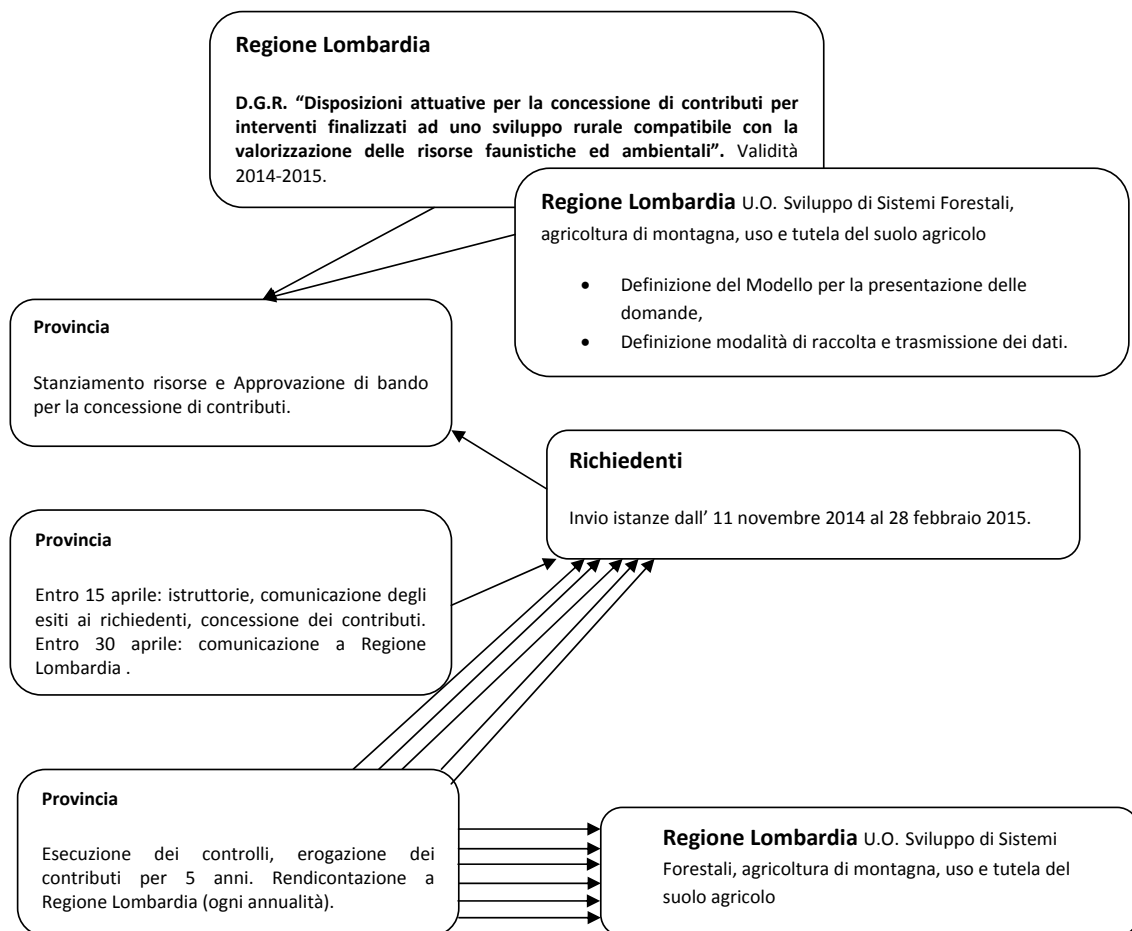 Regione Lombardia
D.G.R. “Disposizioni attuative per la concessione di contributi per
interventi finalizzati ad uno sviluppo rurale compatibile con la
valorizzazione delle risorse faunistiche ed ambientali”. Validità
2014-2015.
Regione Lombardia U.O. Sviluppo di Sistemi Forestali,
agricoltura di montagna, uso e tutela del suolo agricolo
• Definizione del Modello per la presentazione delle
domande,
• Definizione modalità di raccolta e trasmissione dei dati.
Provincia
Stanziamento risorse e Approvazione di bando
per la concessione di contributi.
Richiedenti
Invio istanze dall’ 11 novembre 2014 al 28 febbraio 2015.
Provincia
Entro 15 aprile: istruttorie, comunicazione degli
esiti ai richiedenti, concessione dei contributi.
Entro 30 aprile: comunicazione a Regione
Lombardia .
Provincia
Esecuzione dei controlli, erogazione dei
contributi per 5 anni. Rendicontazione a
Regione Lombardia (ogni annualità).
Regione Lombardia U.O. Sviluppo di Sistemi
Forestali, agricoltura di montagna, uso e tutela del
suolo agricolo